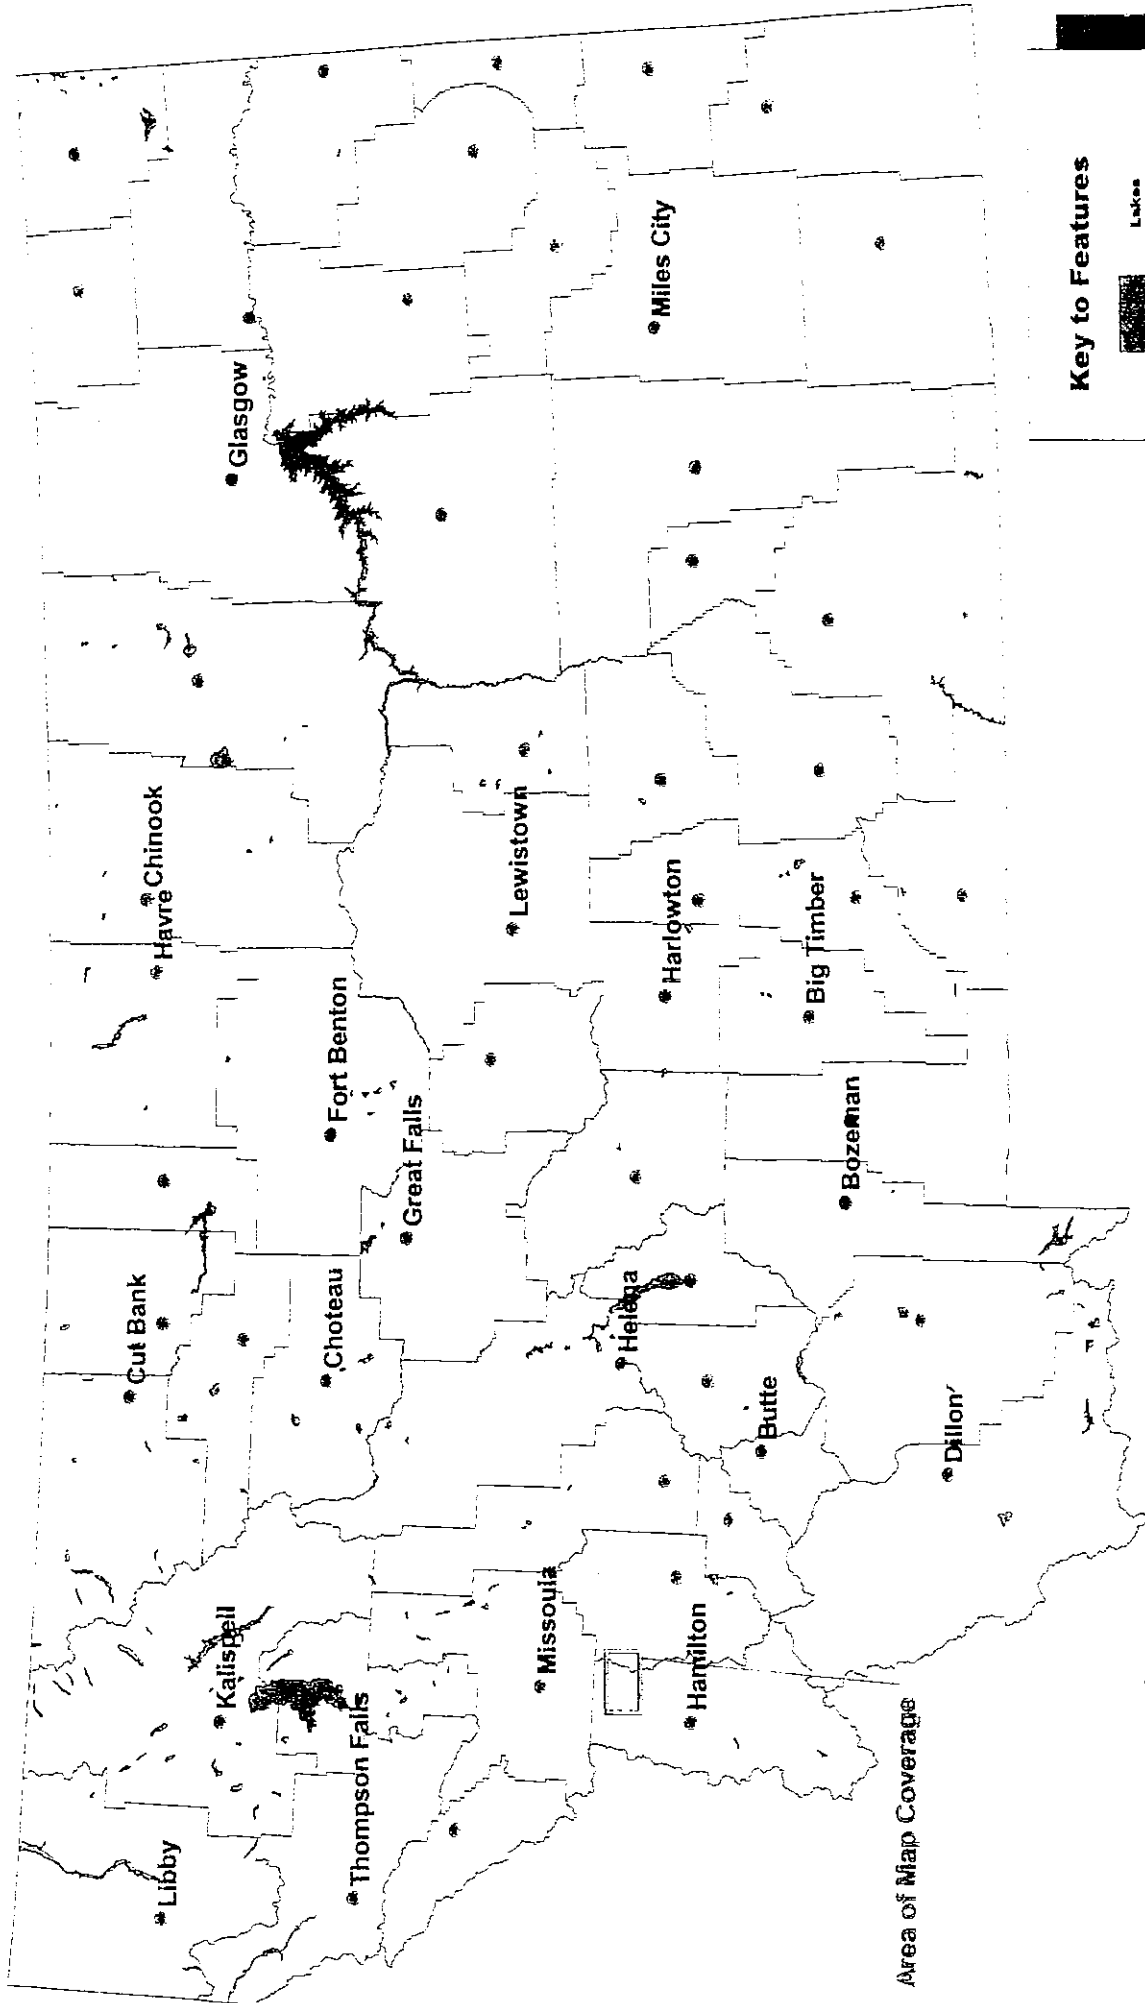 Libby
Kalispell
Cut Bank
Havre
Chinook
Glasgow
Thompson Falls
Choteau
Fort Benton
Great Falls
Missoula
Lewistown
Helena
Hamilton
Butte
Harlowton
Miles City
Bozeman
Big Timber
Dillon
Area of Map Coverage
Key to Features
Lakes